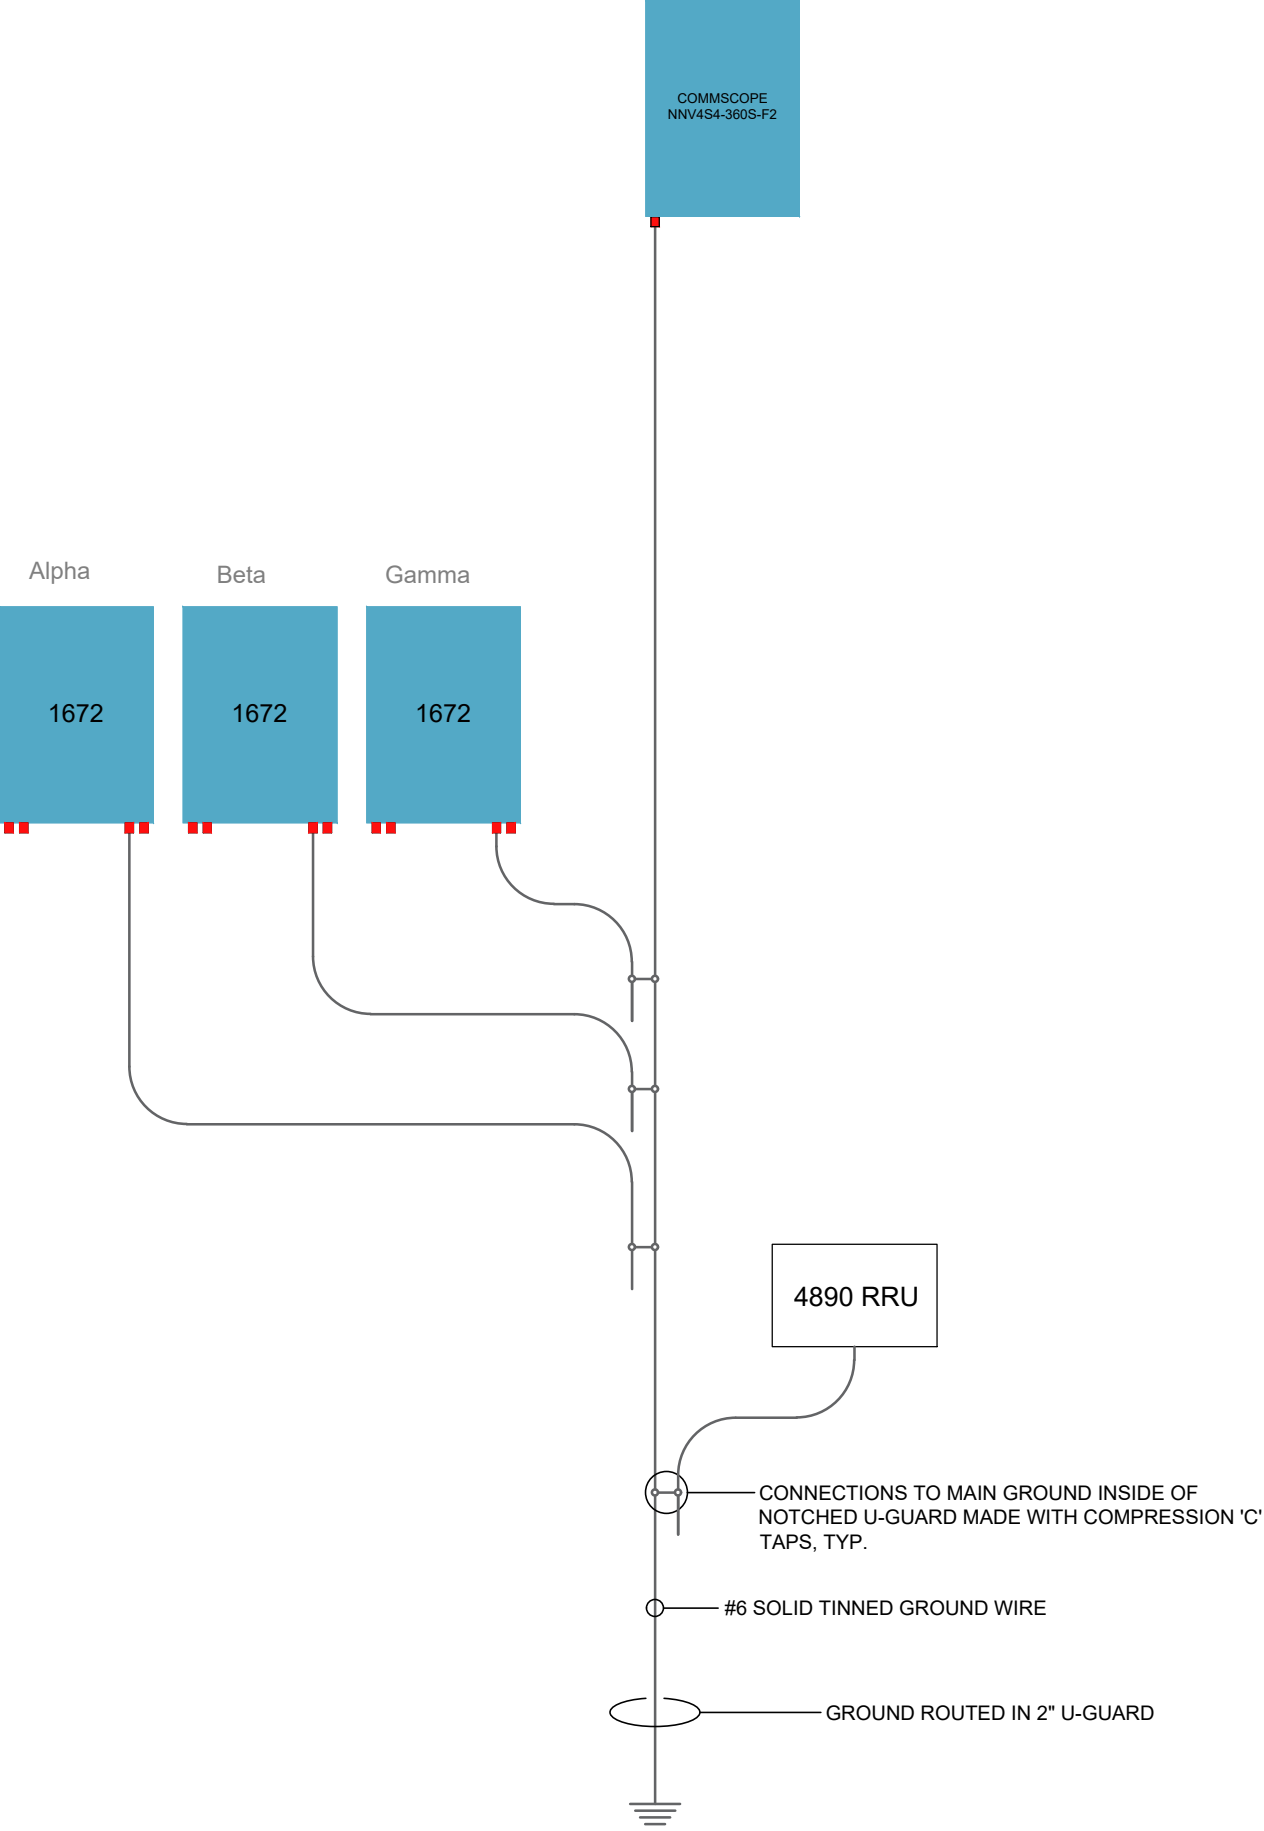 COMMSCOPE
NNV4S4-360S-F2
Alpha
Beta
Gamma
1672
1672
1672
4890 RRU
CONNECTIONS TO MAIN GROUND INSIDE OF
NOTCHED U-GUARD MADE WITH COMPRESSION 'C'
TAPS, TYP.
#6 SOLID TINNED GROUND WIRE
GROUND ROUTED IN 2" U-GUARD